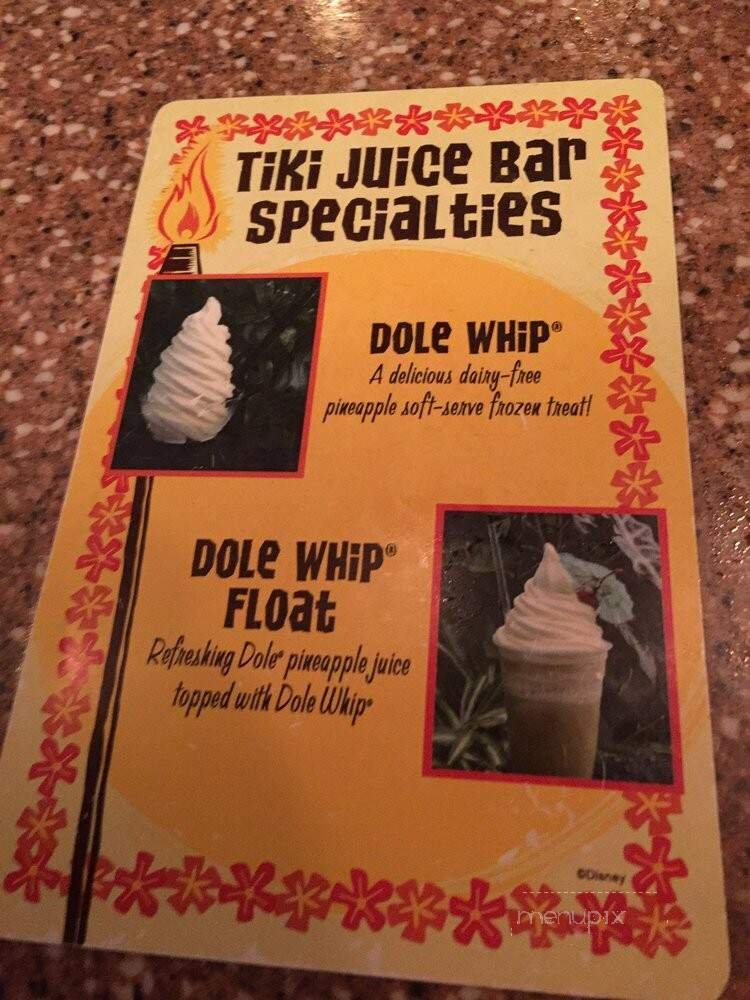 Tiki Juice Bar
Specialties
Dole Whip®
A delicious dairy-free
pineapple soft-serve frozen treat!
Dole Whip®
Float
Refreshing Dole® pineapple juice
topped with Dole Whip®
©Disney
menupix